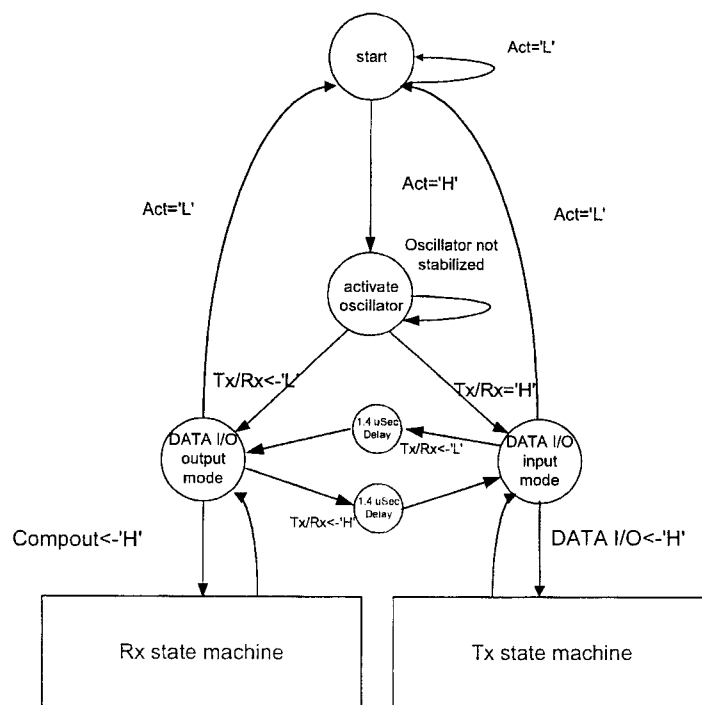 start
Act='L'
Act='H'
Act='L'
Act='L'
Oscillator not
stabilized
activate
oscillator
Tx/Rx<-'L'
Tx/Rx='H'
1.4 uSec
Delay
DATA I/O
output
mode
DATA I/O
input
mode
Tx/Rx<-'L'
1.4 uSec
Delay
Tx/Rx<-'H'
Compout<-'H'
DATA I/O<-'H'
Rx state machine
Tx state machine